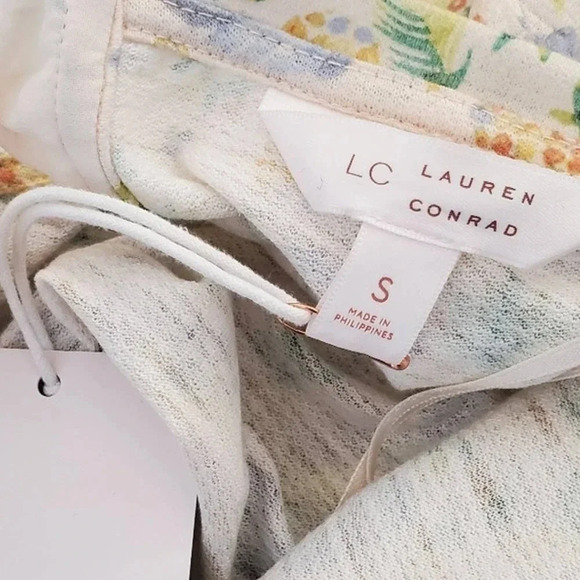 LC LAUREN
CONRAD
S
MADE IN
PHILIPPINES